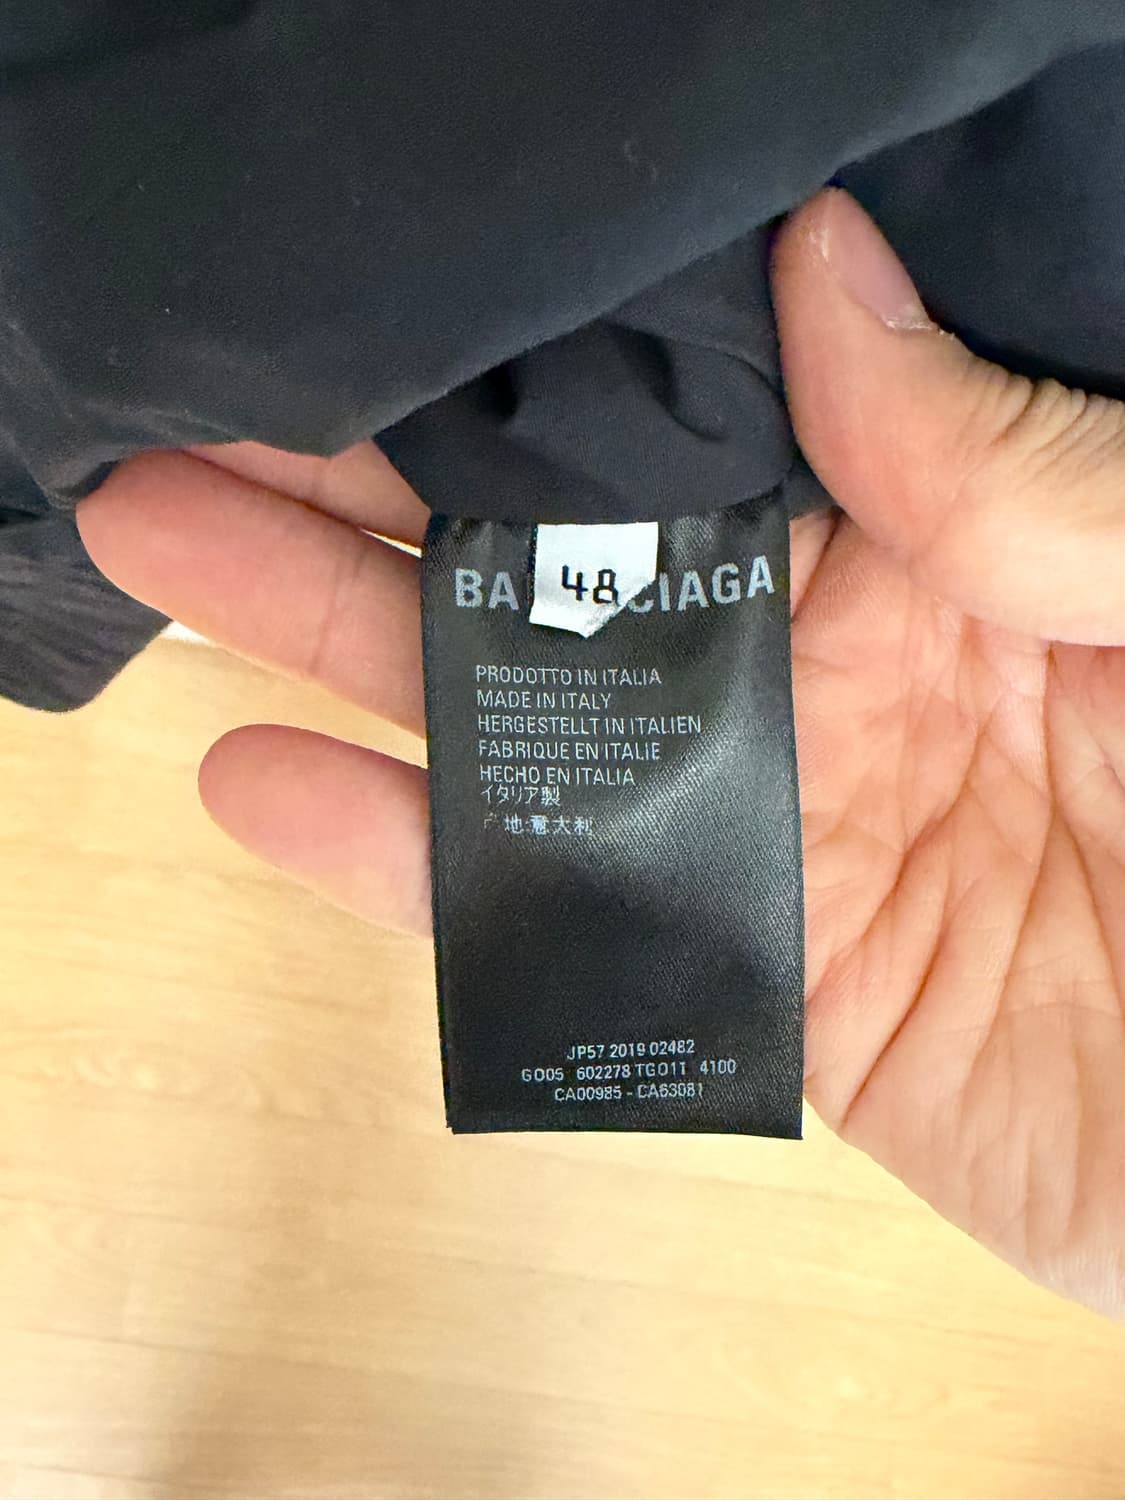 48
BA CIAGA
PRODOTTO IN ITALIA
MADE IN ITALY
HERGESTELLT IN ITALIEN
FABRIQUE EN ITALIE
HECHO EN ITALIA
イタリア製
产地:意大利
JP57 2019 02482
G005 602278 TGO11 4100
CA00985 - CA63081